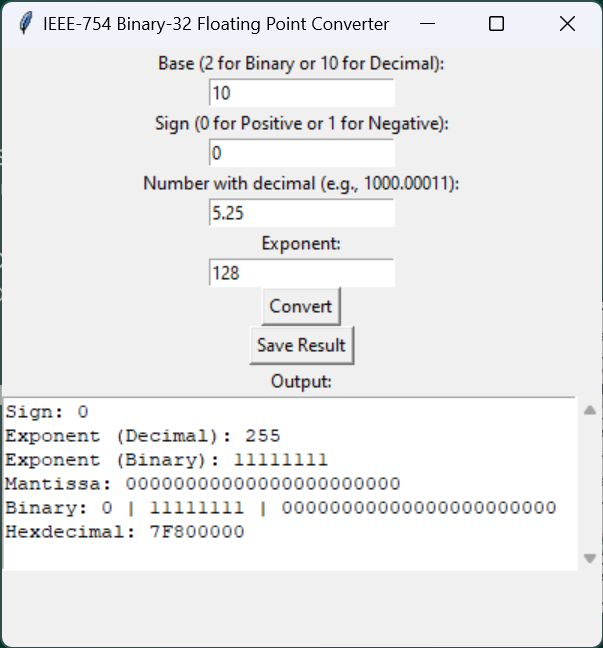 IEEE-754 Binary-32 Floating Point Converter
Base (2 for Binary or 10 for Decimal):
10
Sign (0 for Positive or 1 for Negative):
0
Number with decimal (e.g., 1000.00011):
5.25
Exponent:
128
Convert
Save Result
Output:
Sign: 0
Exponent (Decimal): 255
Exponent (Binary): 11111111
Mantissa: 00000000000000000000000
Binary: 0 | 11111111 | 00000000000000000000000
Hexdecimal: 7F800000